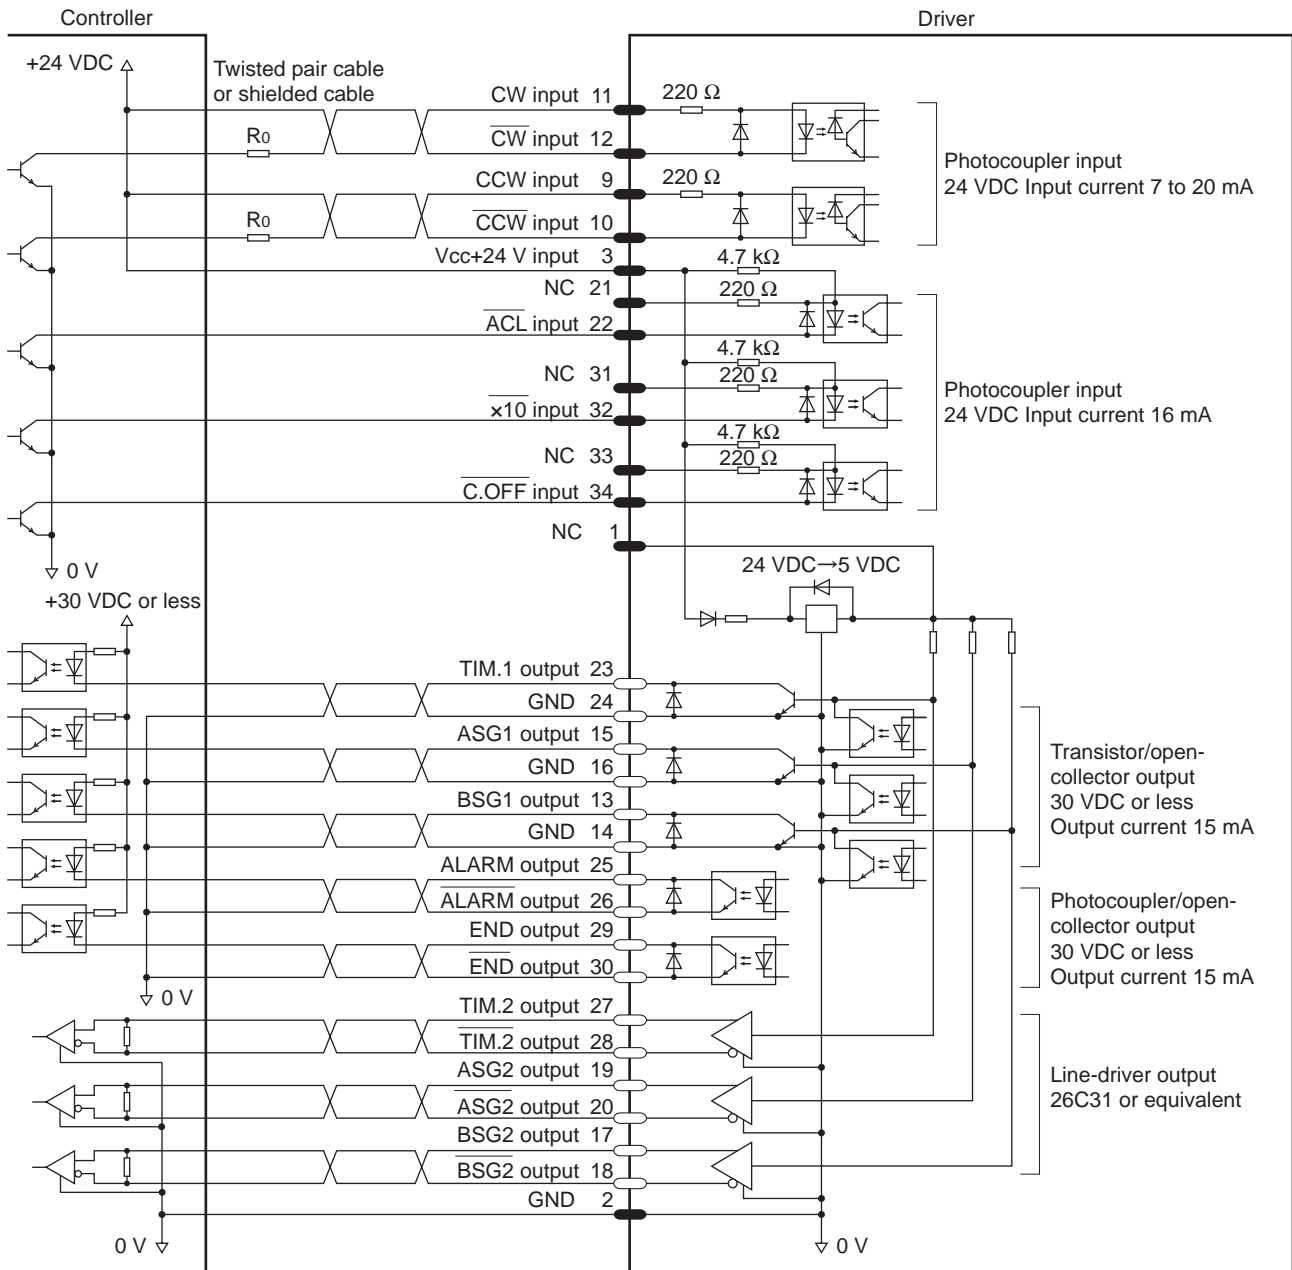 Controller
Driver
+24 VDC
Twisted pair cable
or shielded cable
CW input 11
220 Ω
R0
CW input 12
Photocoupler input
24 VDC Input current 7 to 20 mA
CCW input 9
220 Ω
R0
CCW input 10
Vcc+24 V input 3
4.7 kΩ
NC 21
220 Ω
ACL input 22
4.7 kΩ
NC 31
220 Ω
Photocoupler input
24 VDC Input current 16 mA
×10 input 32
4.7 kΩ
NC 33
220 Ω
C.OFF input 34
NC 1
0 V
24 VDC→5 VDC
+30 VDC or less
TIM.1 output 23
GND 24
ASG1 output 15
GND 16
BSG1 output 13
GND 14
Transistor/open-
collector output
30 VDC or less
Output current 15 mA
ALARM output 25
ALARM output 26
END output 29
END output 30
Photocoupler/open-
collector output
30 VDC or less
Output current 15 mA
0 V
TIM.2 output 27
TIM.2 output 28
ASG2 output 19
ASG2 output 20
BSG2 output 17
BSG2 output 18
Line-driver output
26C31 or equivalent
GND 2
0 V
0 V